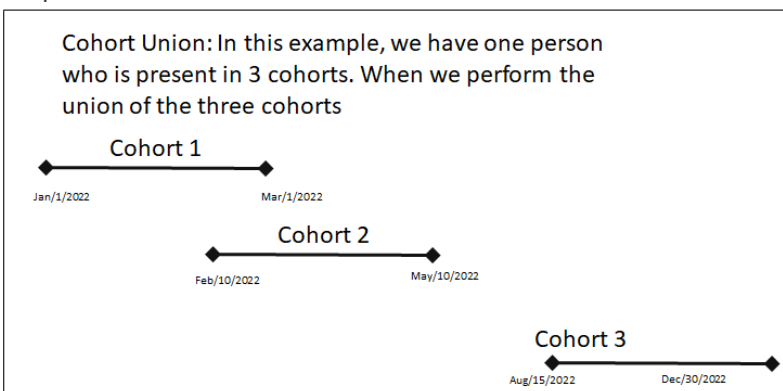 Cohort Union: In this example, we have one person
who is present in 3 cohorts. When we perform the
union of the three cohorts
Cohort 1
Jan/1/2022 Mar/1/2022
Cohort 2
Feb/10/2022 May/10/2022
Cohort 3
Aug/15/2022 Dec/30/2022